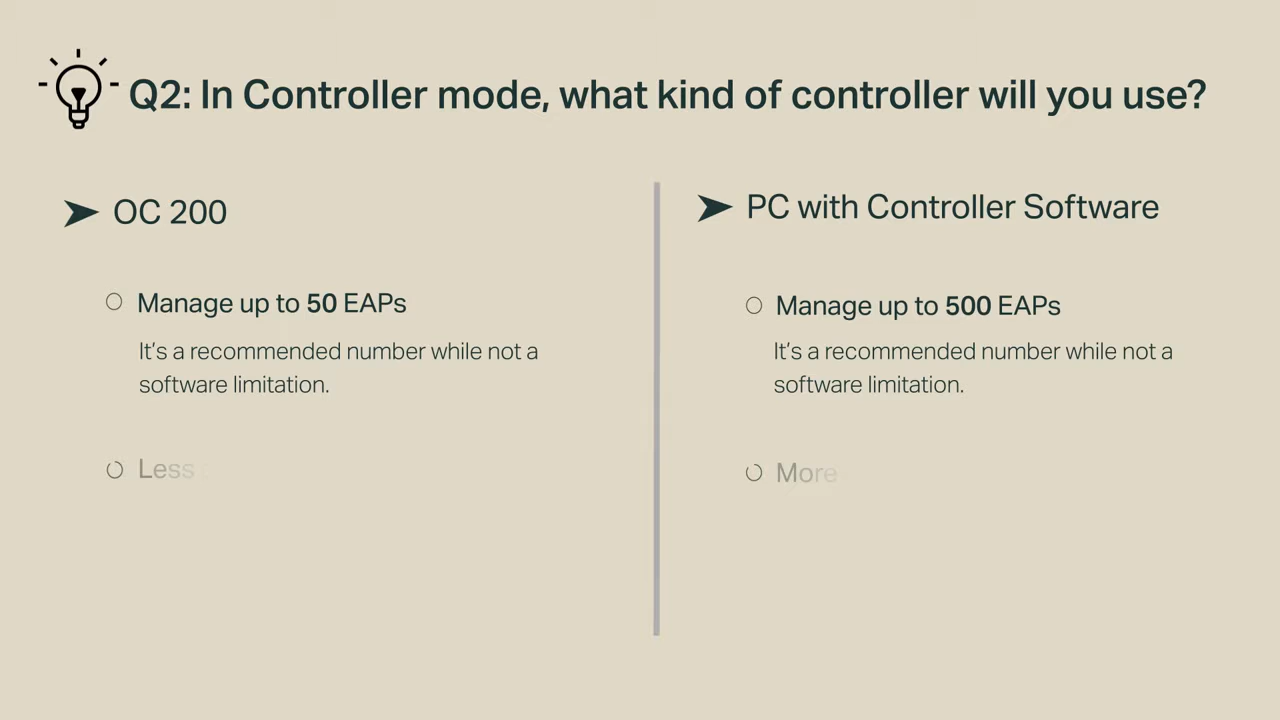 Q2: In Controller mode, what kind of controller will you use?
OC 200
Manage up to 50 EAPs
It's a recommended number while not a
software limitation.
Less
PC with Controller Software
Manage up to 500 EAPs
It's a recommended number while not a
software limitation.
More